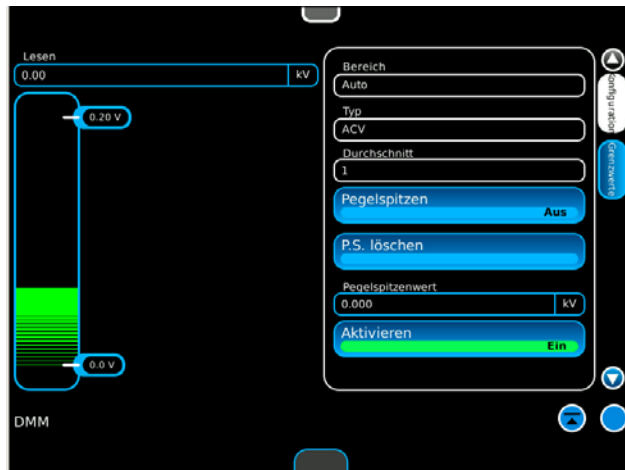 Lesen
0.00 kV
0.20 V
0.0 V
DMM
Bereich
Auto
Typ
ACV
Durchschnitt
1
Pegelspitzen
Aus
P.S. löschen
Pegelspitzenwert
0.000 kV
Aktivieren
Ein
Konfiguration
Grenzwerte